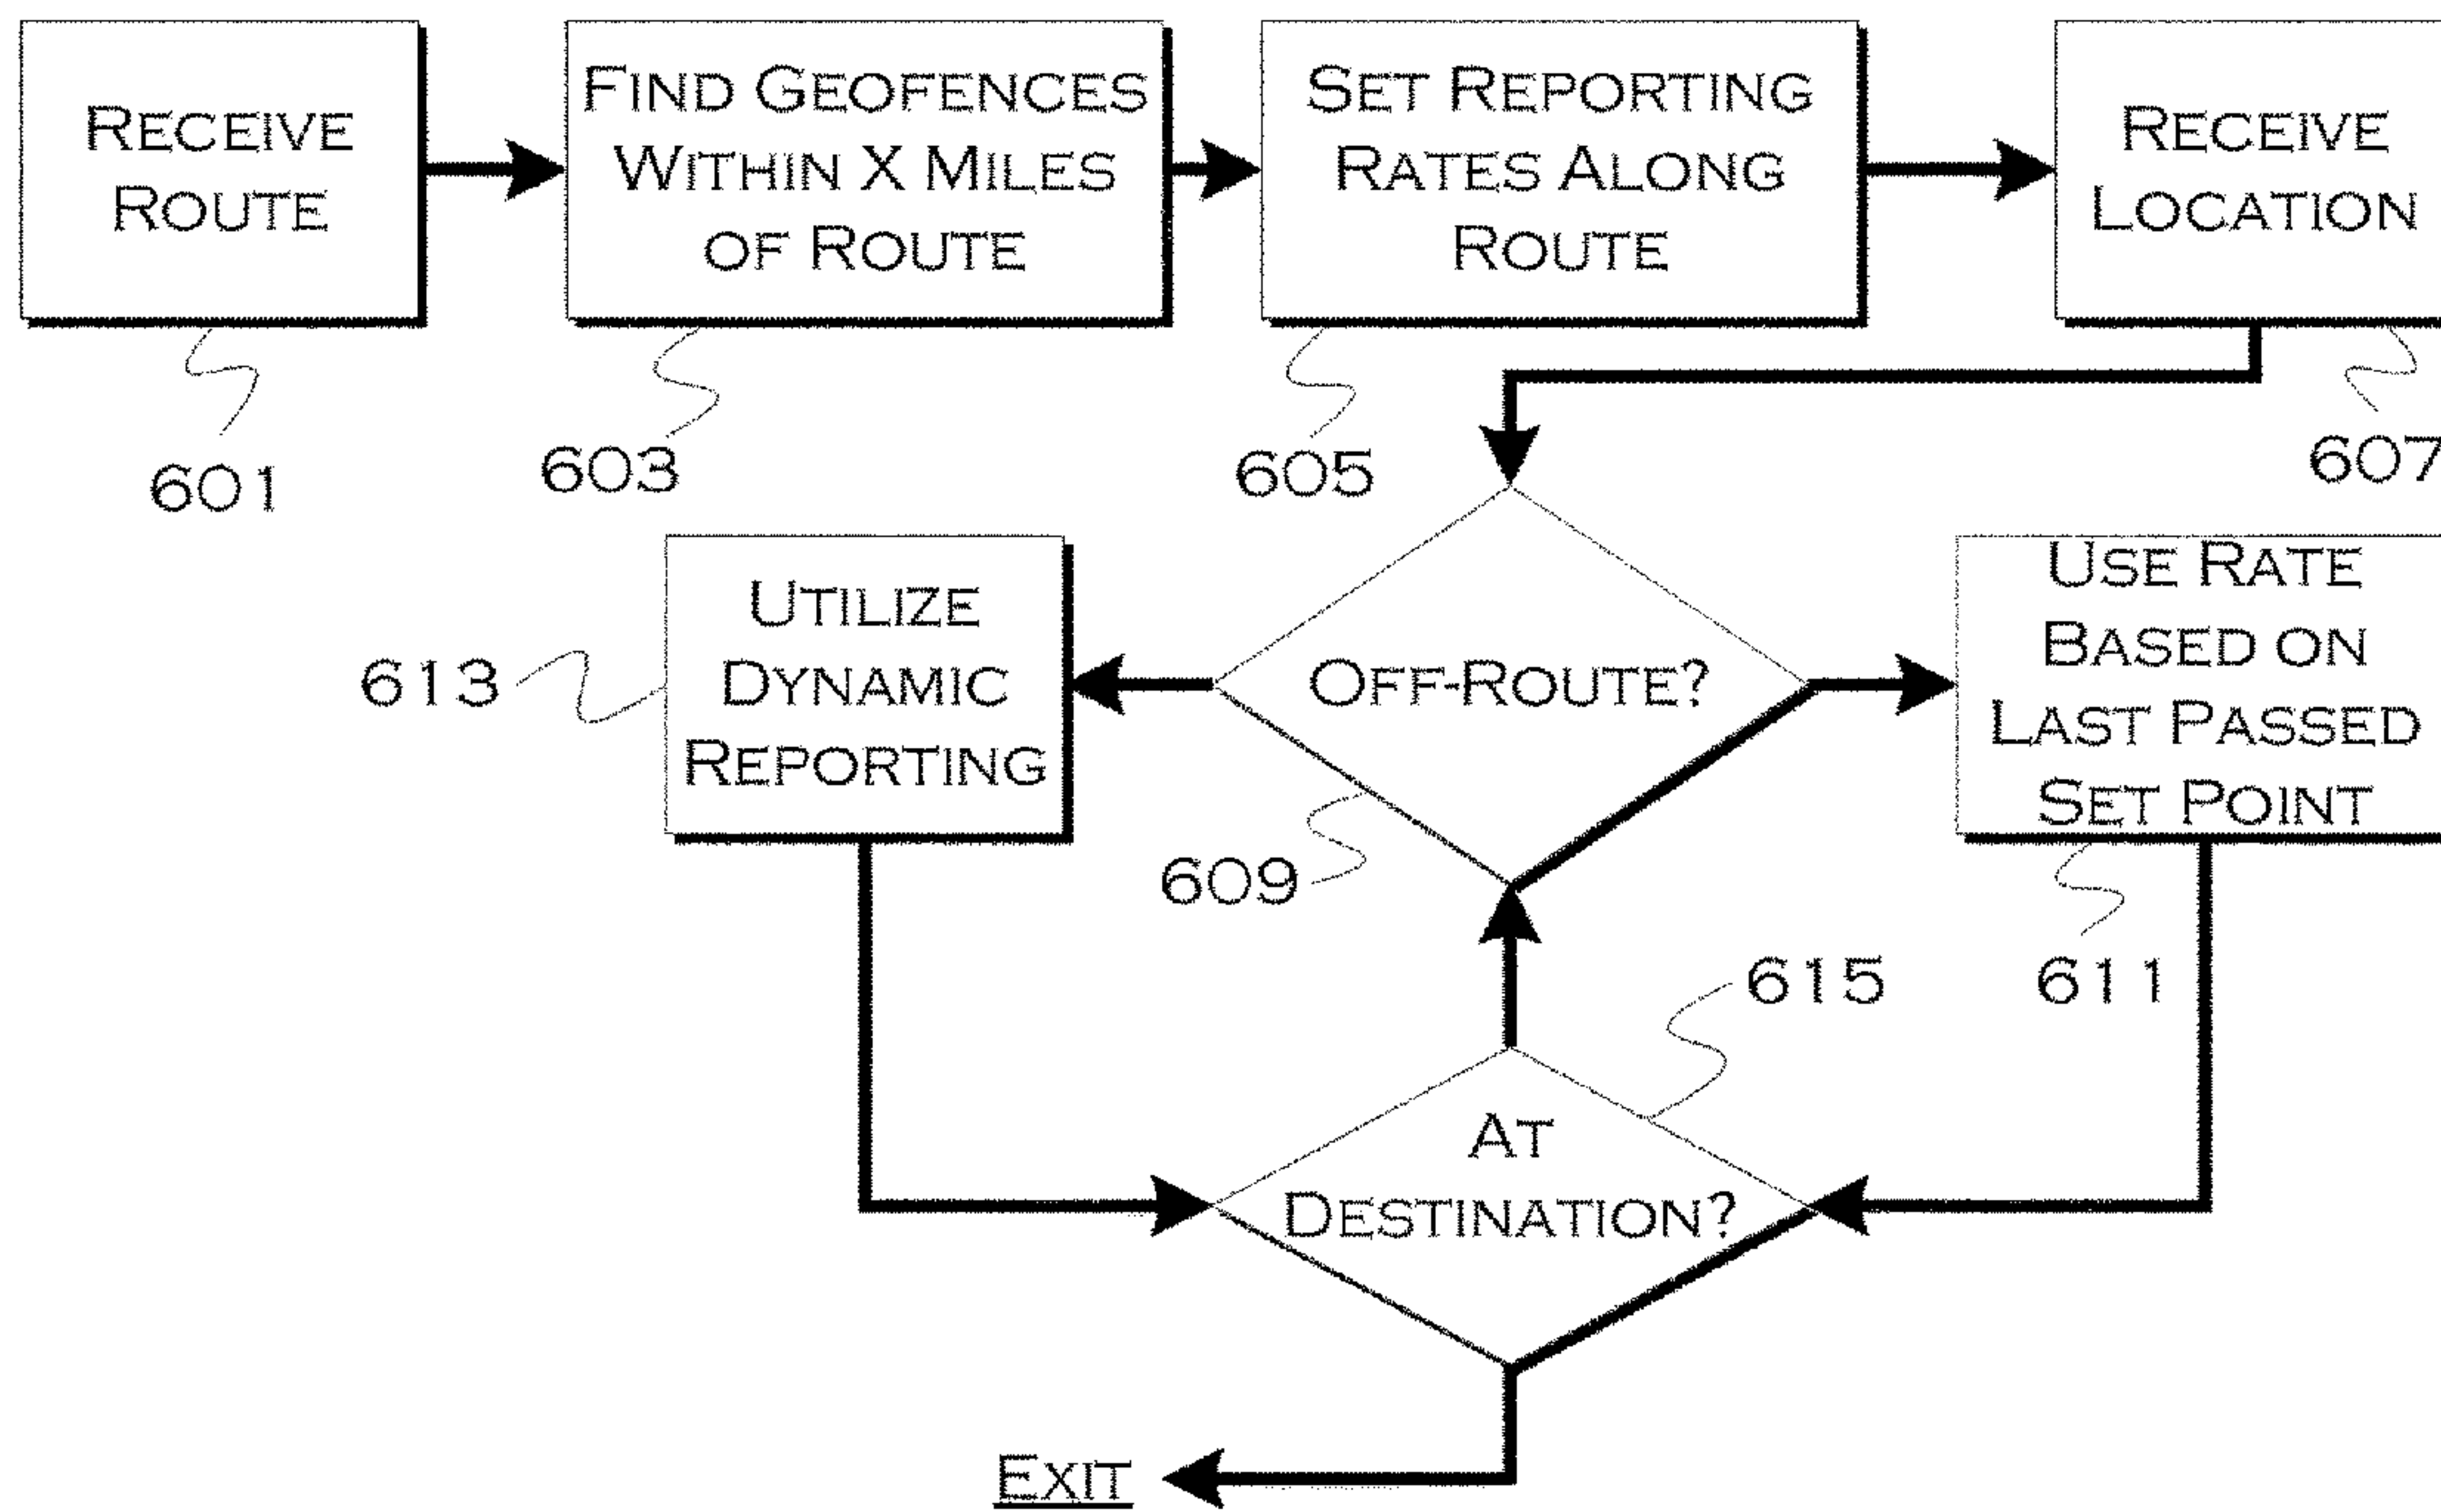 RECEIVE
ROUTE
FIND GEOFENCES
WITHIN X MILES
OF ROUTE
SET REPORTING
RATES ALONG
ROUTE
RECEIVE
LOCATION
601
603
605
607
UTILIZE
DYNAMIC
REPORTING
613
OFF-ROUTE?
609
USE RATE
BASED ON
LAST PASSED
SET POINT
611
615
AT
DESTINATION?
EXIT